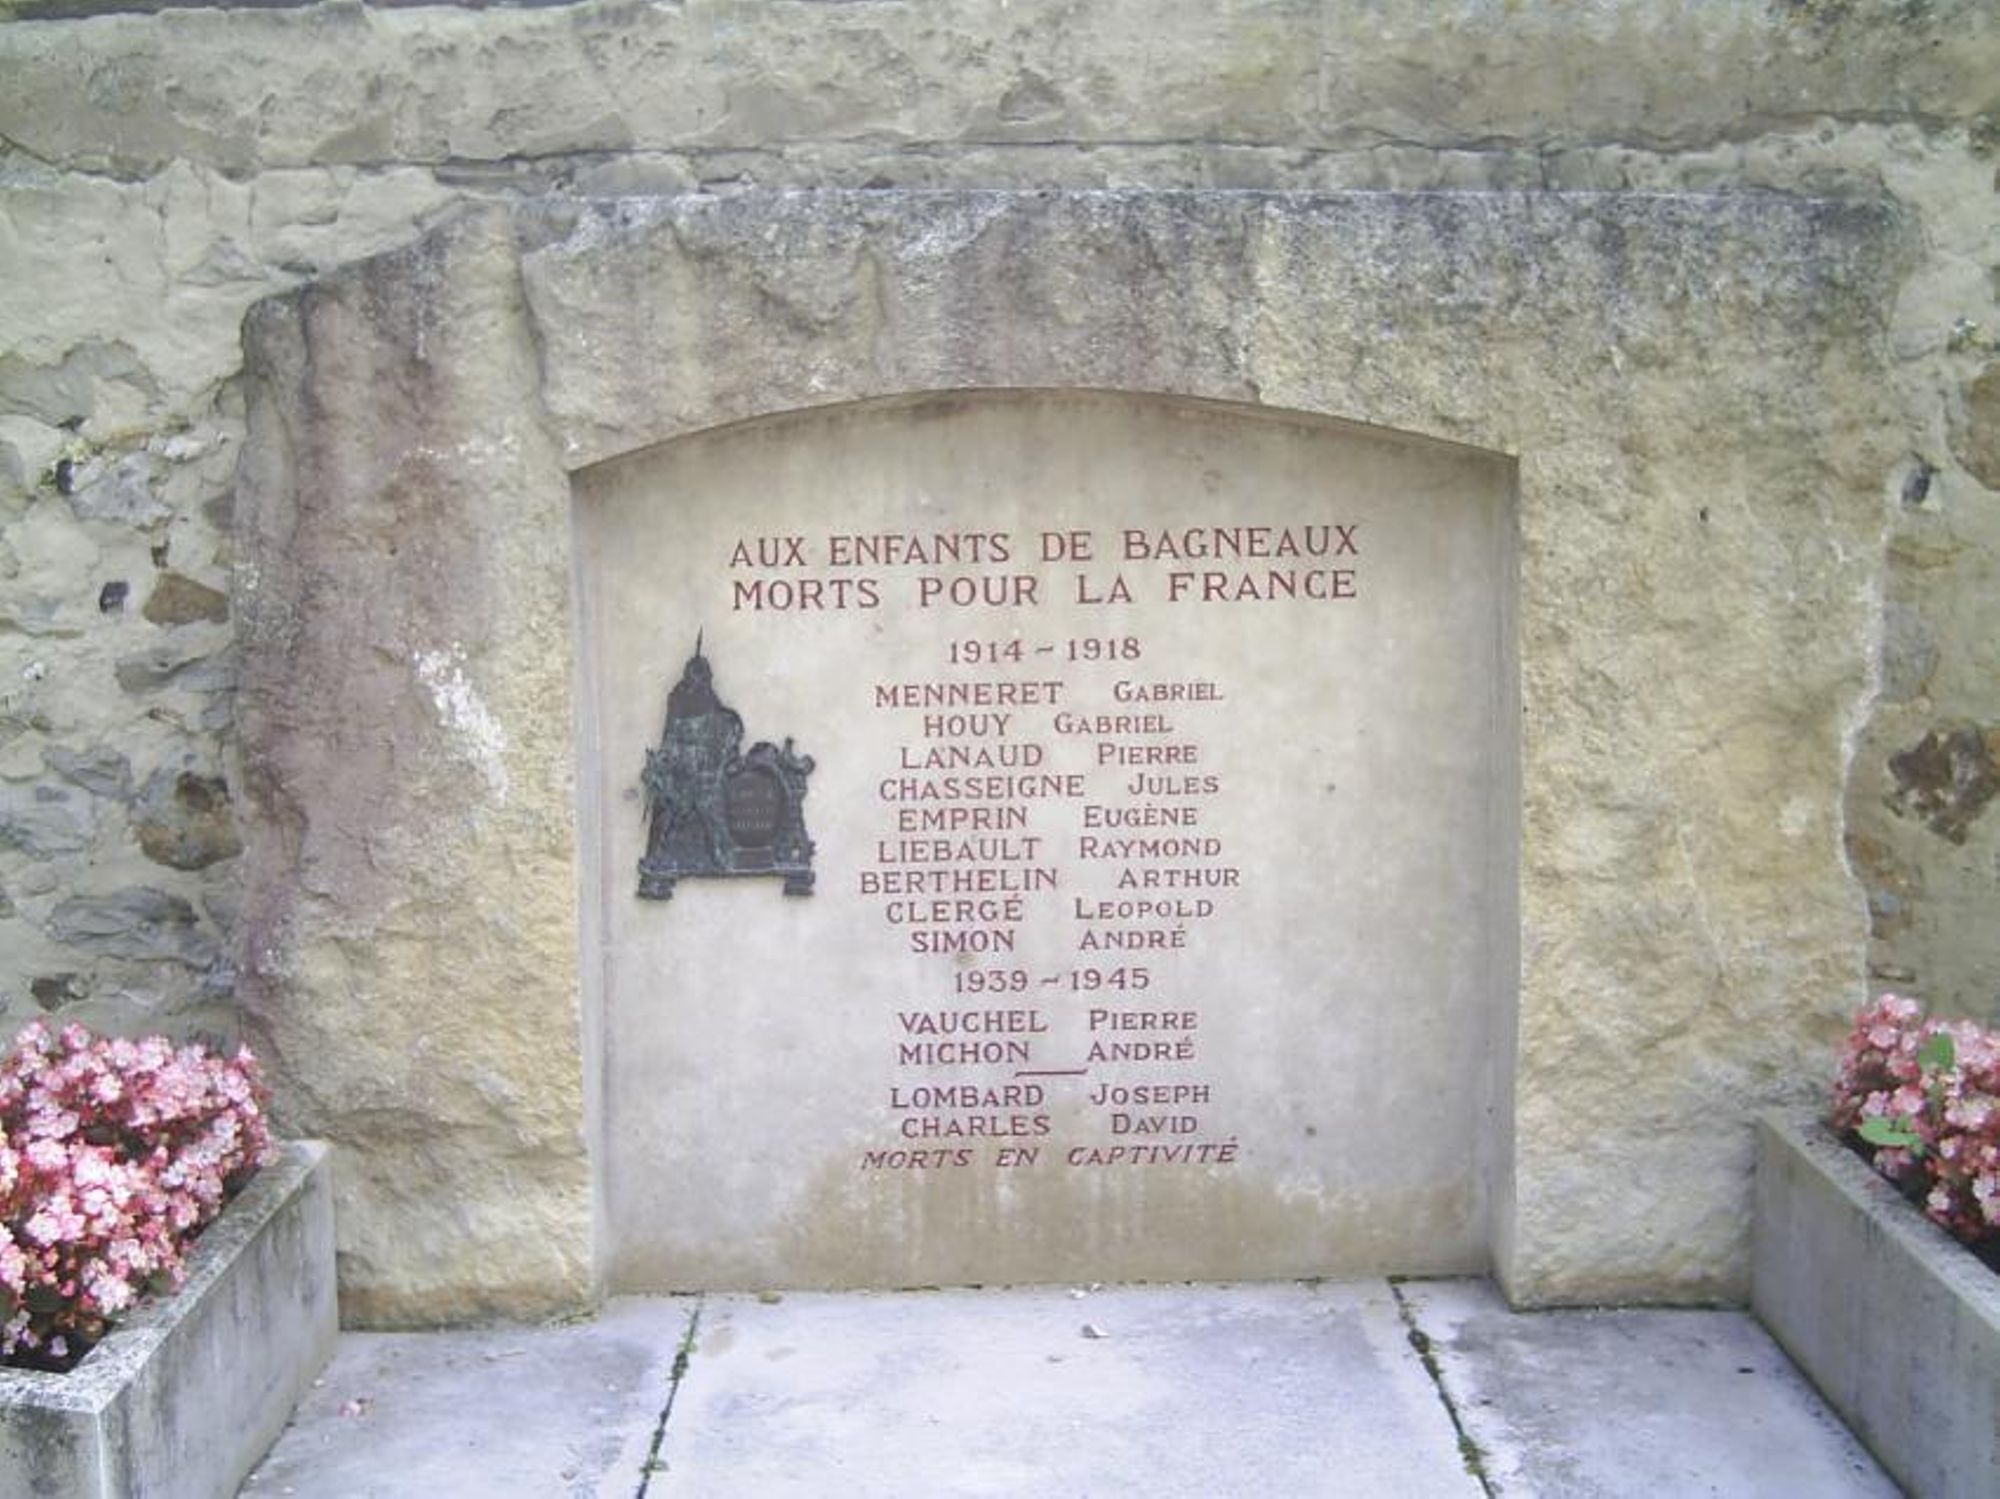 AUX ENFANTS DE BAGNEAUX
MORTS POUR LA FRANCE
1914 ~ 1918
MENNERET GABRIEL
HOUY GABRIEL
LANAUD PIERRE
CHASSEIGNE JULES
EMPRIN EUGÈNE
LIEBAULT RAYMOND
BERTHELIN ARTHUR
CLERGÉ LEOPOLD
SIMON ANDRÉ
1939 ~ 1945
VAUCHEL PIERRE
MICHON ANDRÉ
LOMBARD JOSEPH
CHARLES DAVID
MORTS EN CAPTIVITÉ